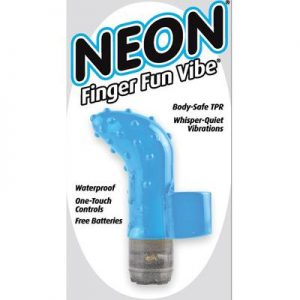 NEON®
Finger Fun Vibe®
Body-Safe TPR
Whisper-Quiet
Vibrations
Waterproof
One-Touch
Controls
Free Batteries